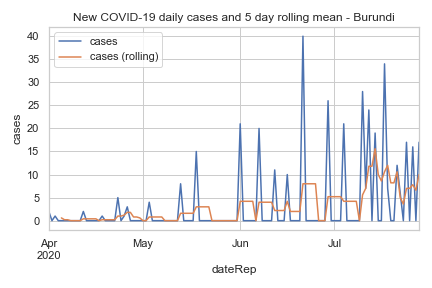 New COVID-19 daily cases and 5 day rolling mean - Burundi
cases
cases (rolling)
40
35
30
25
20
15
10
5
0
cases
Apr
2020
May
Jun
Jul
dateRep